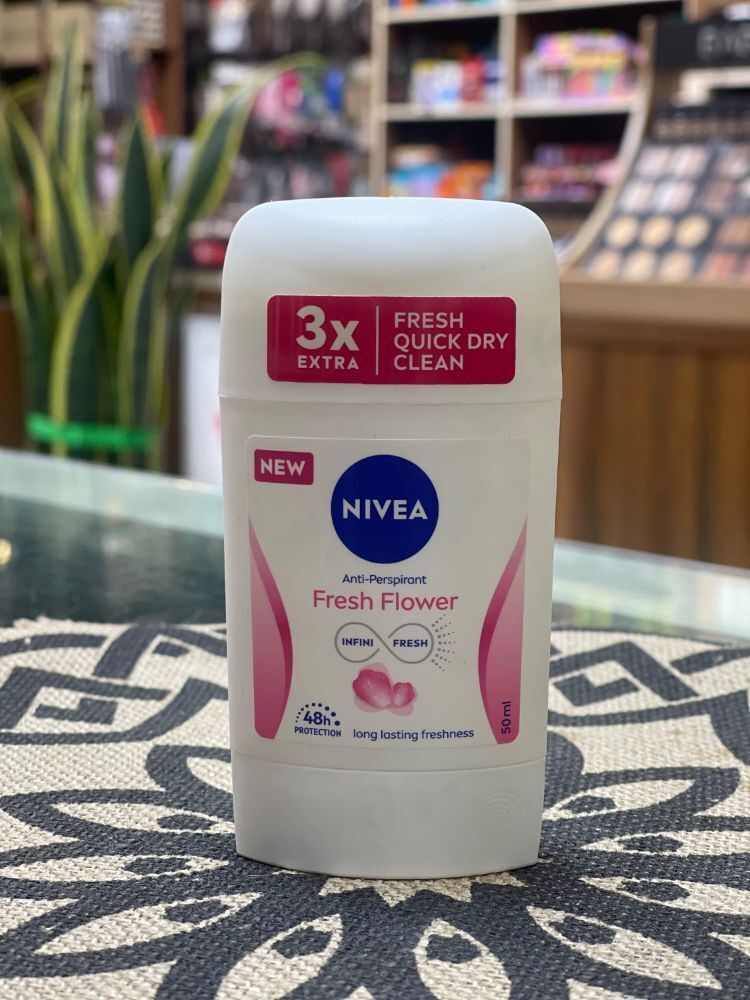 3x
EXTRA
FRESH
QUICK DRY
CLEAN
NEW
NIVEA
Anti-Perspirant
Fresh Flower
INFINI FRESH
48h
PROTECTION
long lasting freshness
50 ml